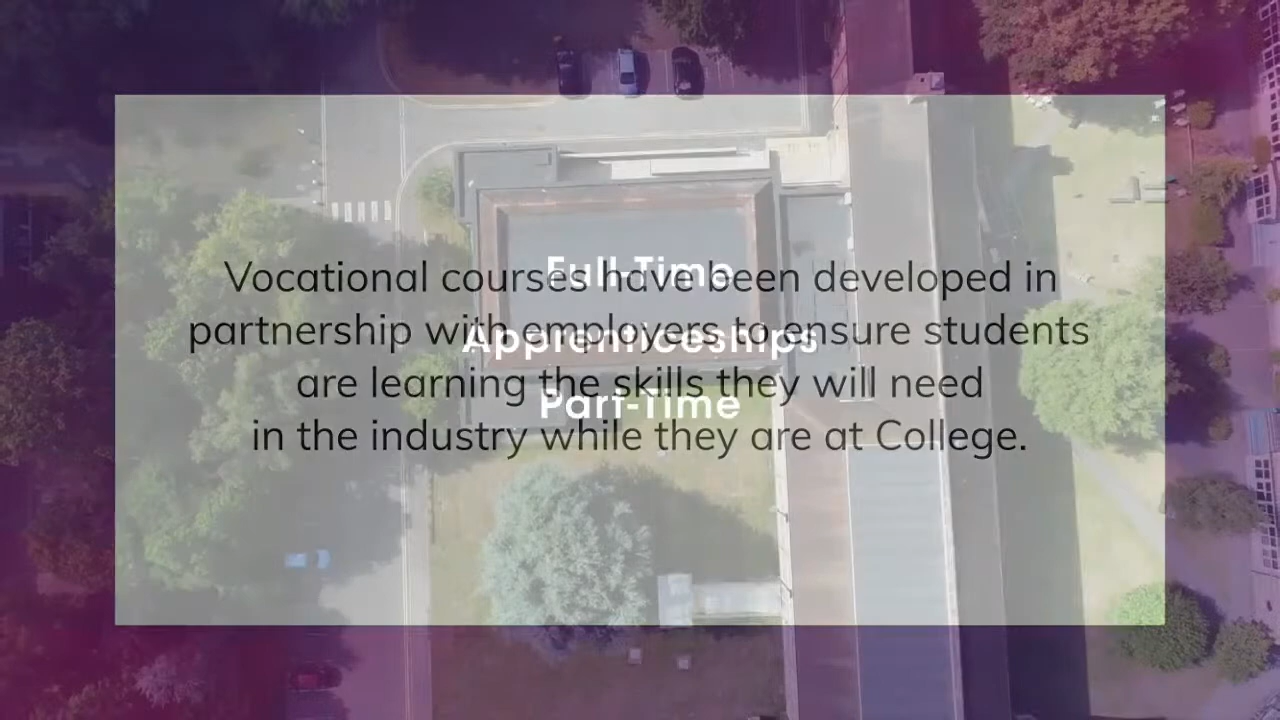 Vocational courses have been developed in
partnership with employers to ensure students
are learning the skills they will need
in the industry while they are at College.
Full-Time
Apprenticeships
Part-Time